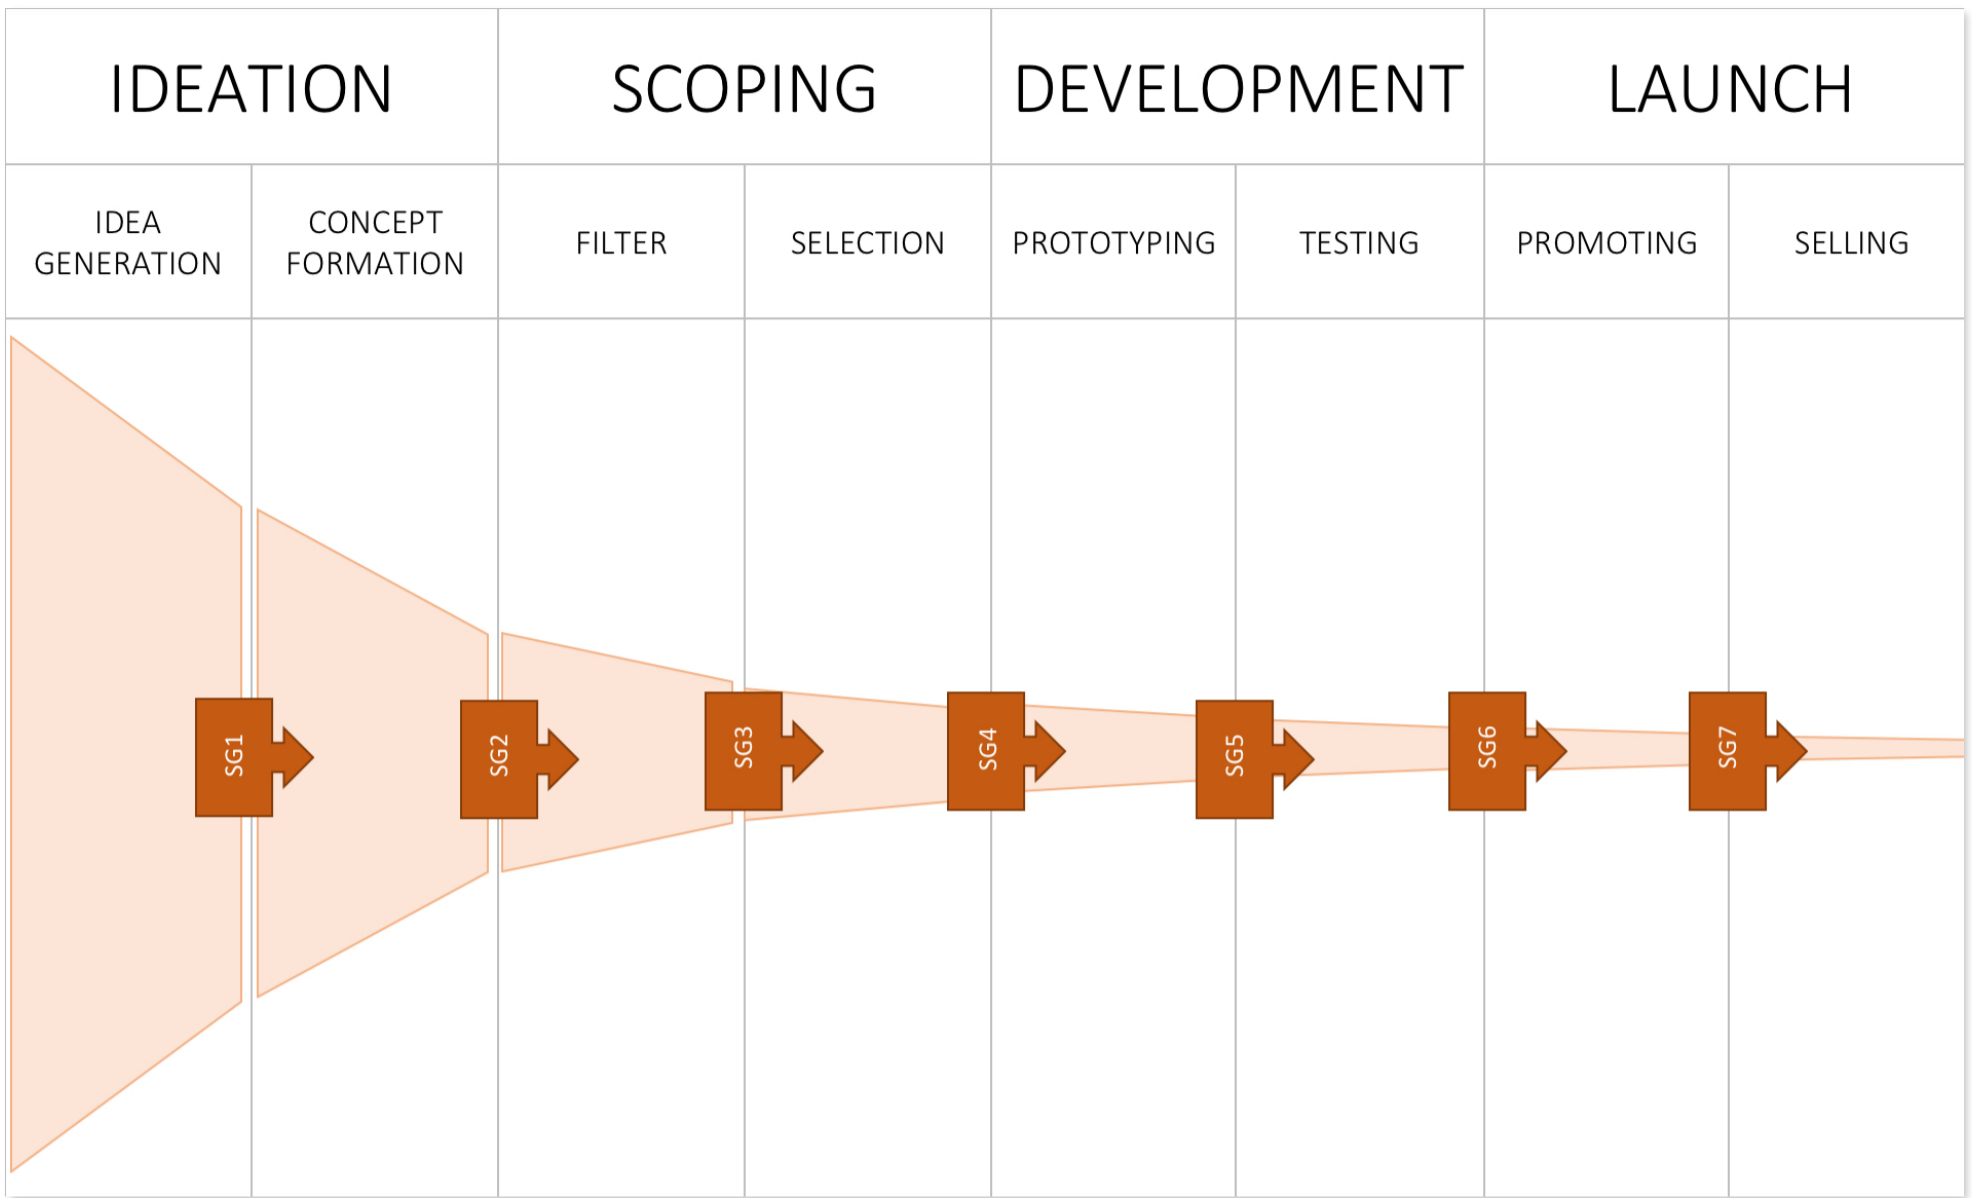 IDEATION
SCOPING
DEVELOPMENT
LAUNCH
IDEA
GENERATION
CONCEPT
FORMATION
FILTER
SELECTION
PROTOTYPING
TESTING
PROMOTING
SELLING
SG1
SG2
SG3
SG4
SG5
SG6
SG7